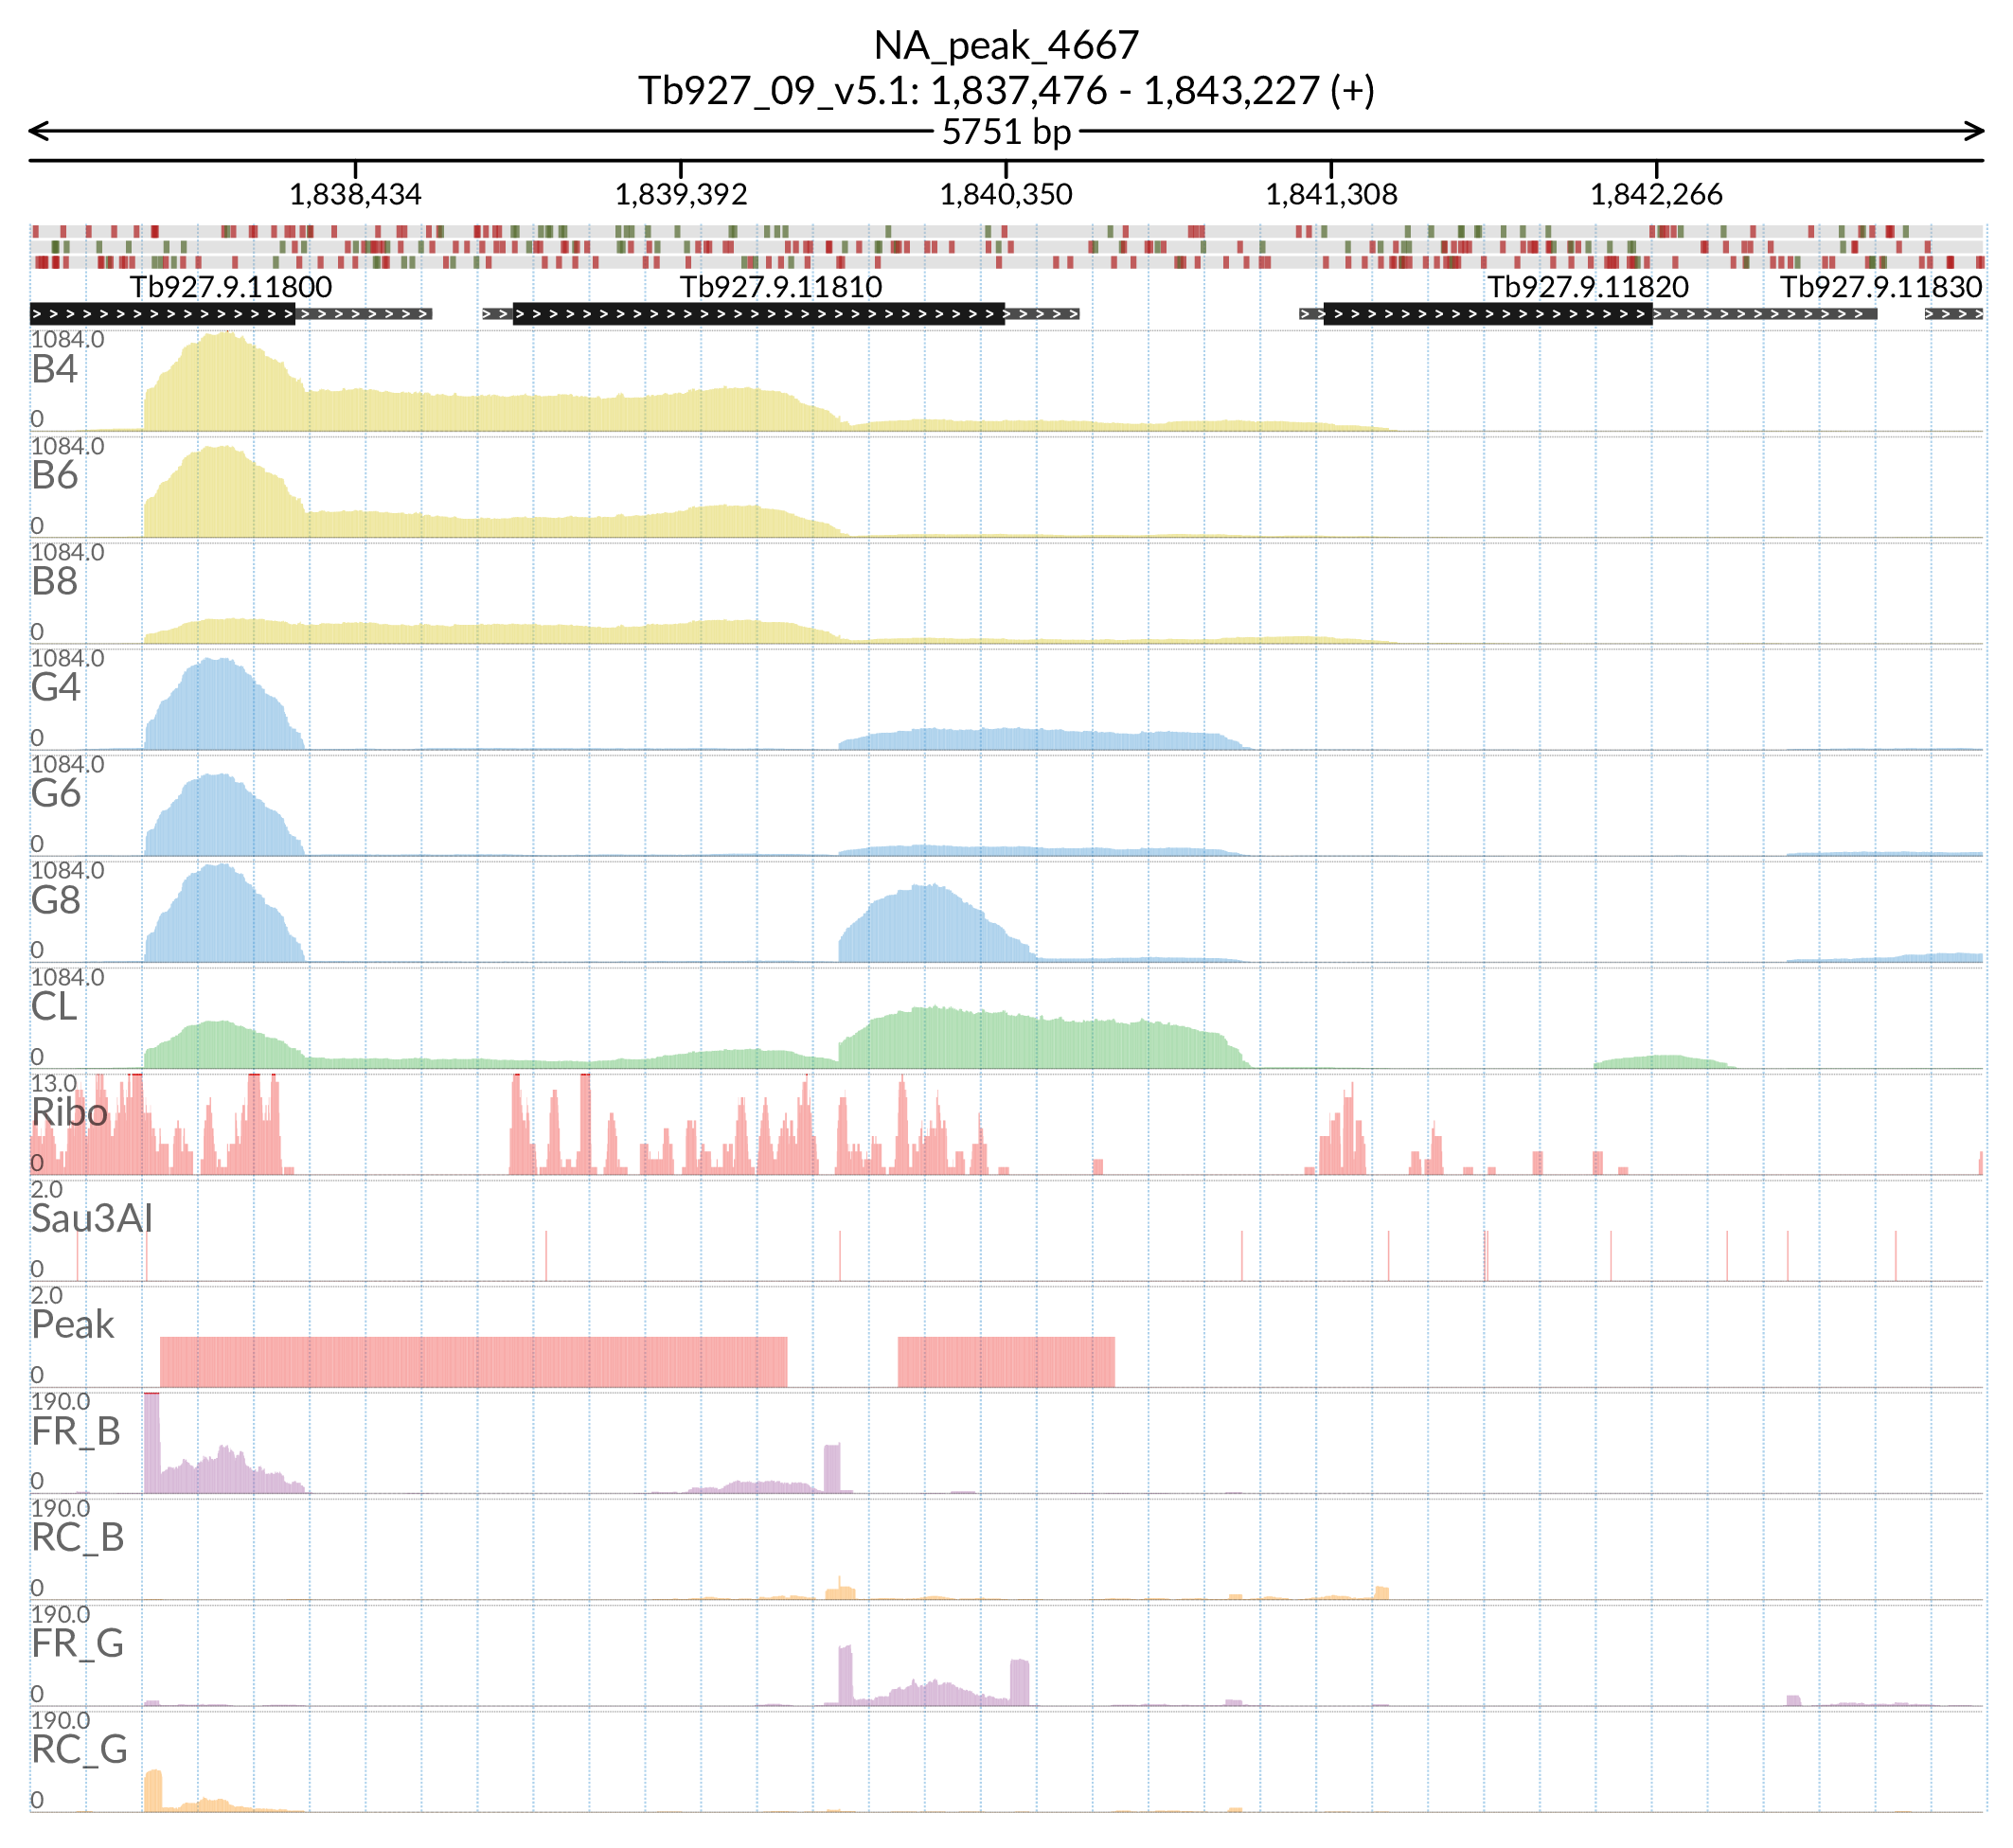 NA_peak_4667
Tb927_09_v5.1: 1,837,476 - 1,843,227 (+)
5751 bp
1,838,434 1,839,392 1,840,350 1,841,308 1,842,266
Tb927.9.11800 Tb927.9.11810 Tb927.9.11820 Tb927.9.11830
1084.0
B4
0
1084.0
B6
0
1084.0
B8
0
1084.0
G4
0
1084.0
G6
0
1084.0
G8
0
1084.0
CL
0
13.0
Ribo
0
2.0
Sau3AI
0
2.0
Peak
0
190.0
FR_B
0
190.0
RC_B
0
190.0
FR_G
0
190.0
RC_G
0